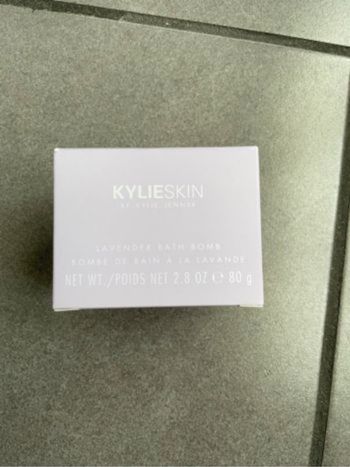 KYLIESKIN
BY KYLIE JENNER
LAVENDER BATH BOMB
BOMBE DE BAIN À LA LAVANDE
NET WT./POIDS NET 2.8 OZ ℮ 80 g